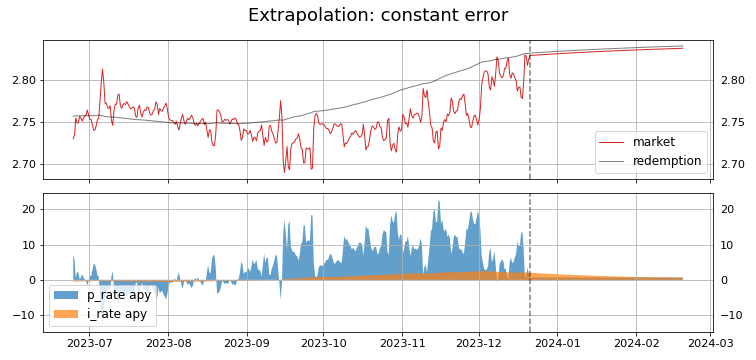 Extrapolation: constant error
2.80 2.80
2.75 2.75
2.70 2.70
market
redemption
20 20
10 10
0 0
−10 −10
p_rate apy
i_rate apy
2023-07 2023-08 2023-09 2023-10 2023-11 2023-12 2024-01 2024-02 2024-03